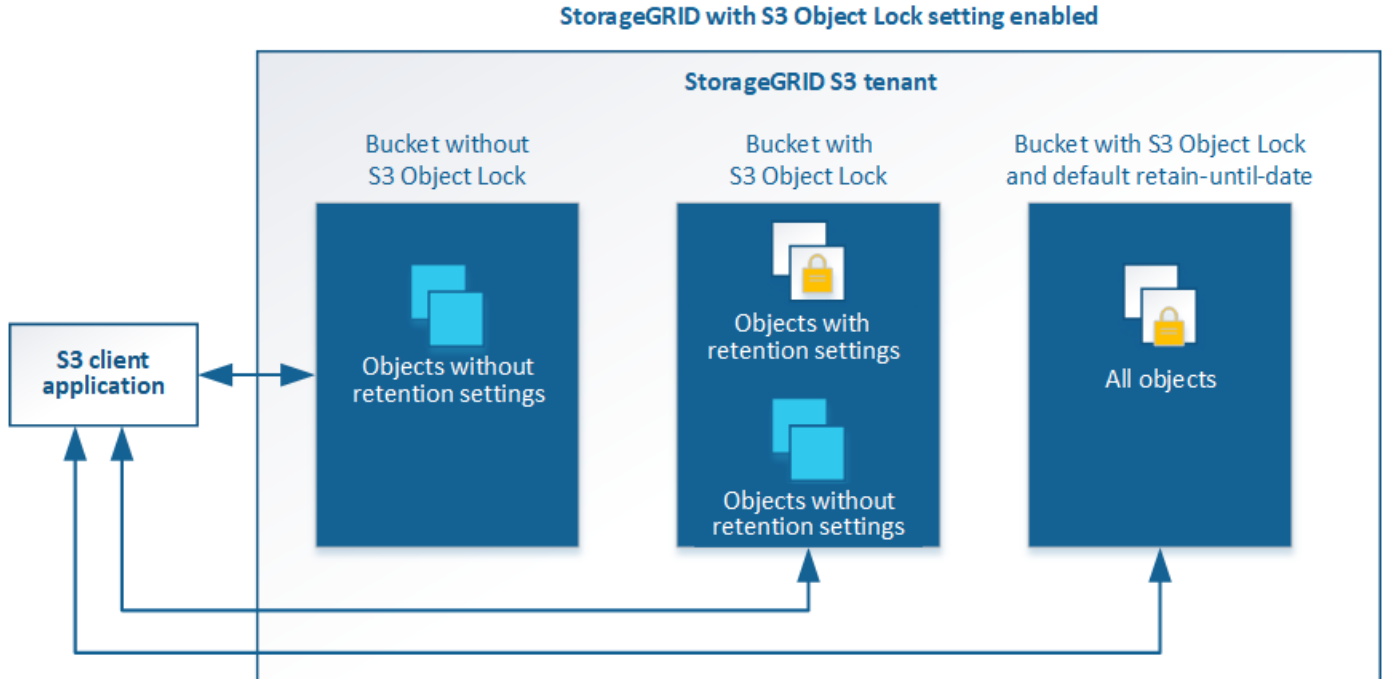 StorageGRID with S3 Object Lock setting enabled
StorageGRID S3 tenant
Bucket without
S3 Object Lock
Bucket with
S3 Object Lock
Bucket with S3 Object Lock
and default retain-until-date
S3 client
application
Objects without
retention settings
Objects with
retention settings
Objects without
retention settings
All objects